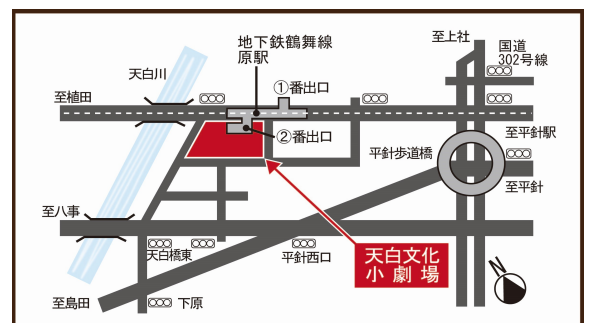 至上社
国道
302号線
地下鉄鶴舞線
原駅
天白川
①番出口
至植田
②番出口
至平針駅
平針歩道橋
至平針
至八事
天白橋東
平針西口
天白文化
小劇場
至島田
下原
N